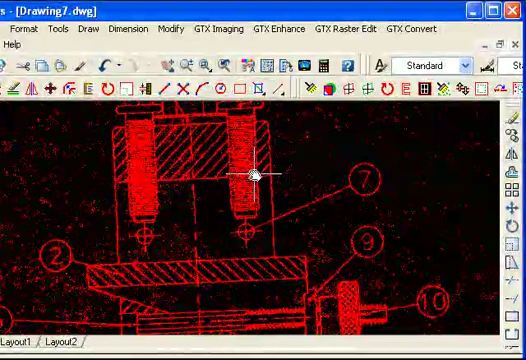 s - [Drawing7.dwg]
Format Tools Draw Dimension Modify GTX Imaging GTX Enhance GTX Raster Edit GTX Convert
Help
Standard
7
2
9
10
Layout1 Layout2